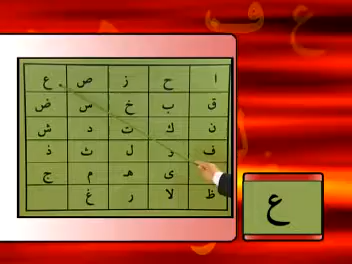 ا ح ز ص ع
ق ب خ س ض
ن ك ت د ش
ف و ل ث ذ
ظ ى هـ م ج
لا ر غ
ع